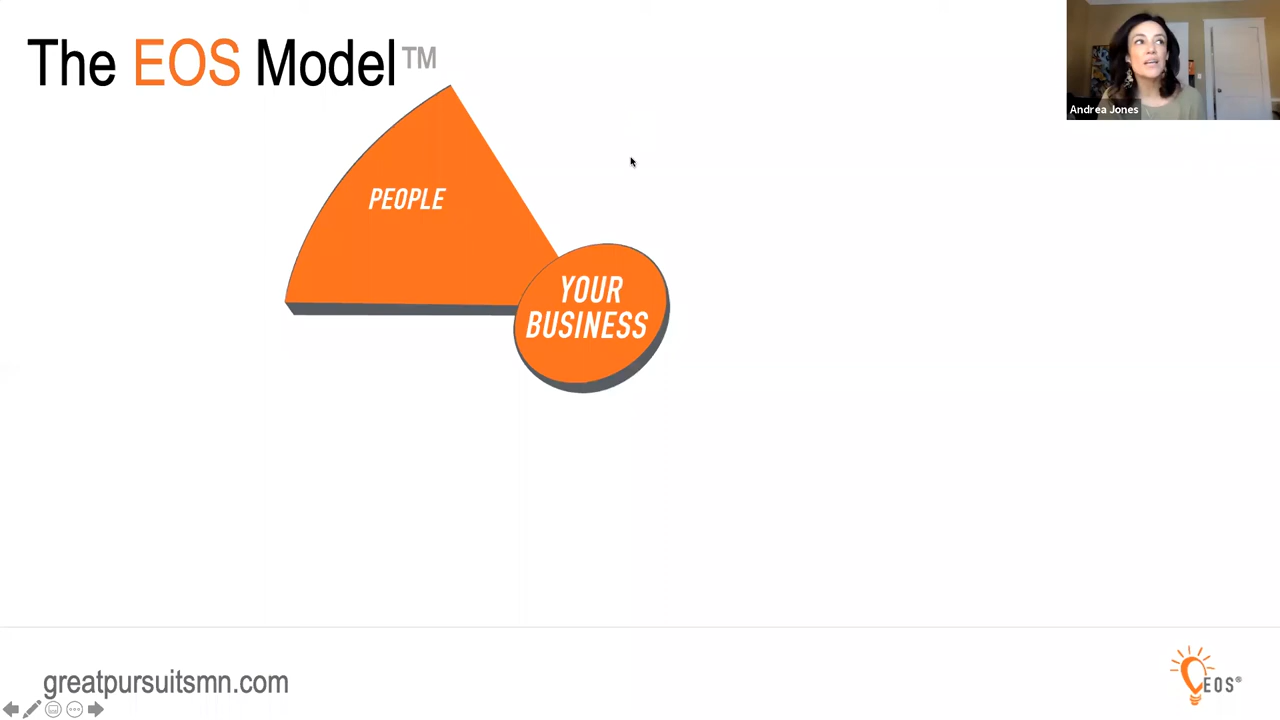 The EOS Model™
Andrea Jones
PEOPLE
YOUR
BUSINESS
greatpursuitsmn.com
EOS®